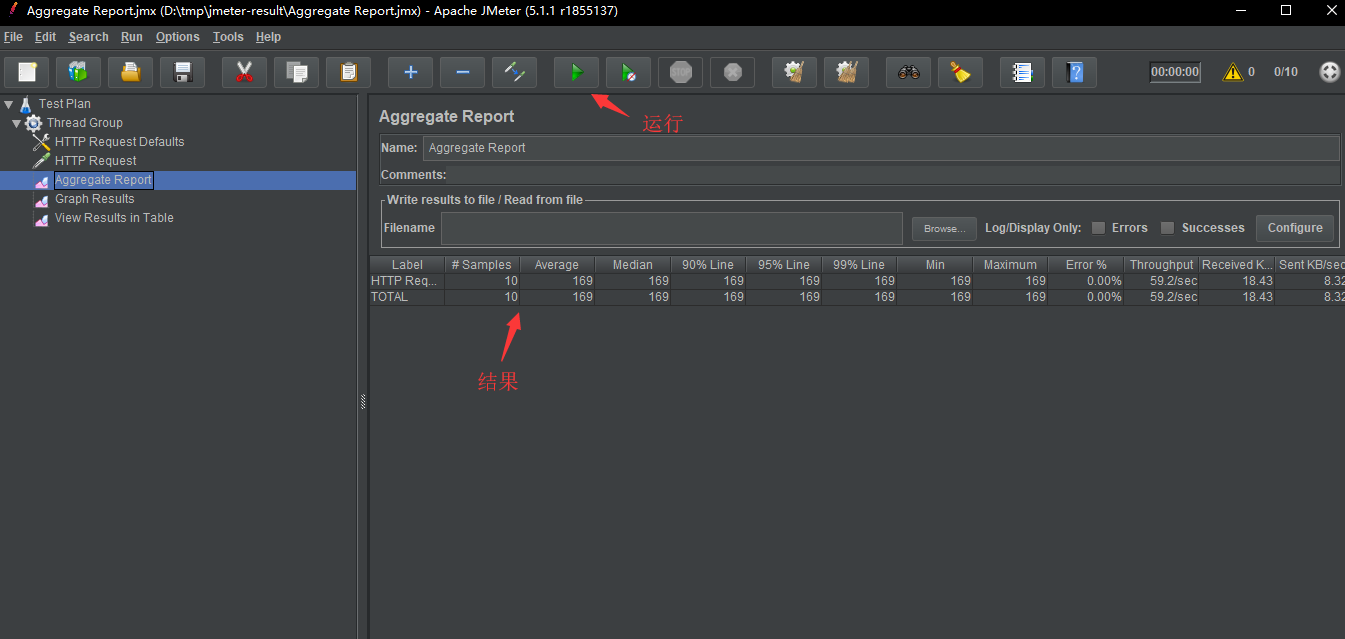 Aggregate Report.jmx (D:\tmp\jmeter-result\Aggregate Report.jmx) - Apache JMeter (5.1.1 r1855137)
File Edit Search Run Options Tools Help
STOP 00:00:00 0 0/10
Test Plan
Thread Group
HTTP Request Defaults
HTTP Request
Aggregate Report
Graph Results
View Results in Table
运行
Aggregate Report
Name: Aggregate Report
Comments:
Write results to file / Read from file
Filename Browse... Log/Display Only: Errors Successes Configure
Label # Samples Average Median 90% Line 95% Line 99% Line Min Maximum Error % Throughput Received K... Sent KB/sec
HTTP Req... 10 169 169 169 169 169 169 169 0.00% 59.2/sec 18.43 8.32
TOTAL 10 169 169 169 169 169 169 169 0.00% 59.2/sec 18.43 8.32
结果